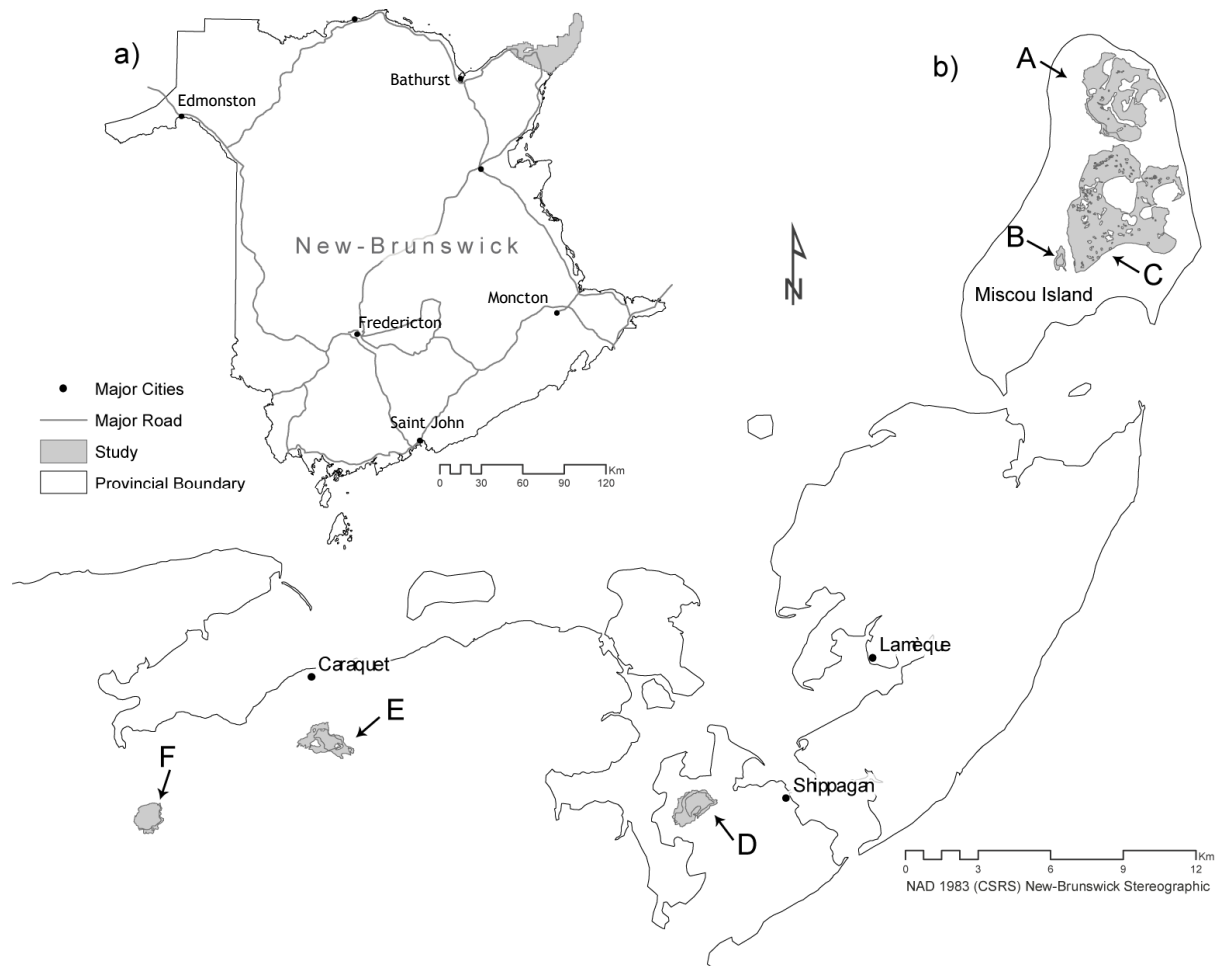 a)
b)
A
Bathurst
Edmonston
New-Brunswick
B
C
N
Miscou Island
Moncton
Fredericton
Major Cities
Major Road
Saint John
Study
Provincial Boundary
Km
0 30 60 90 120
Lamèque
Caraquet
E
F
Shippagan
D
Km
0 3 6 9 12
NAD 1983 (CSRS) New-Brunswick Stereographic